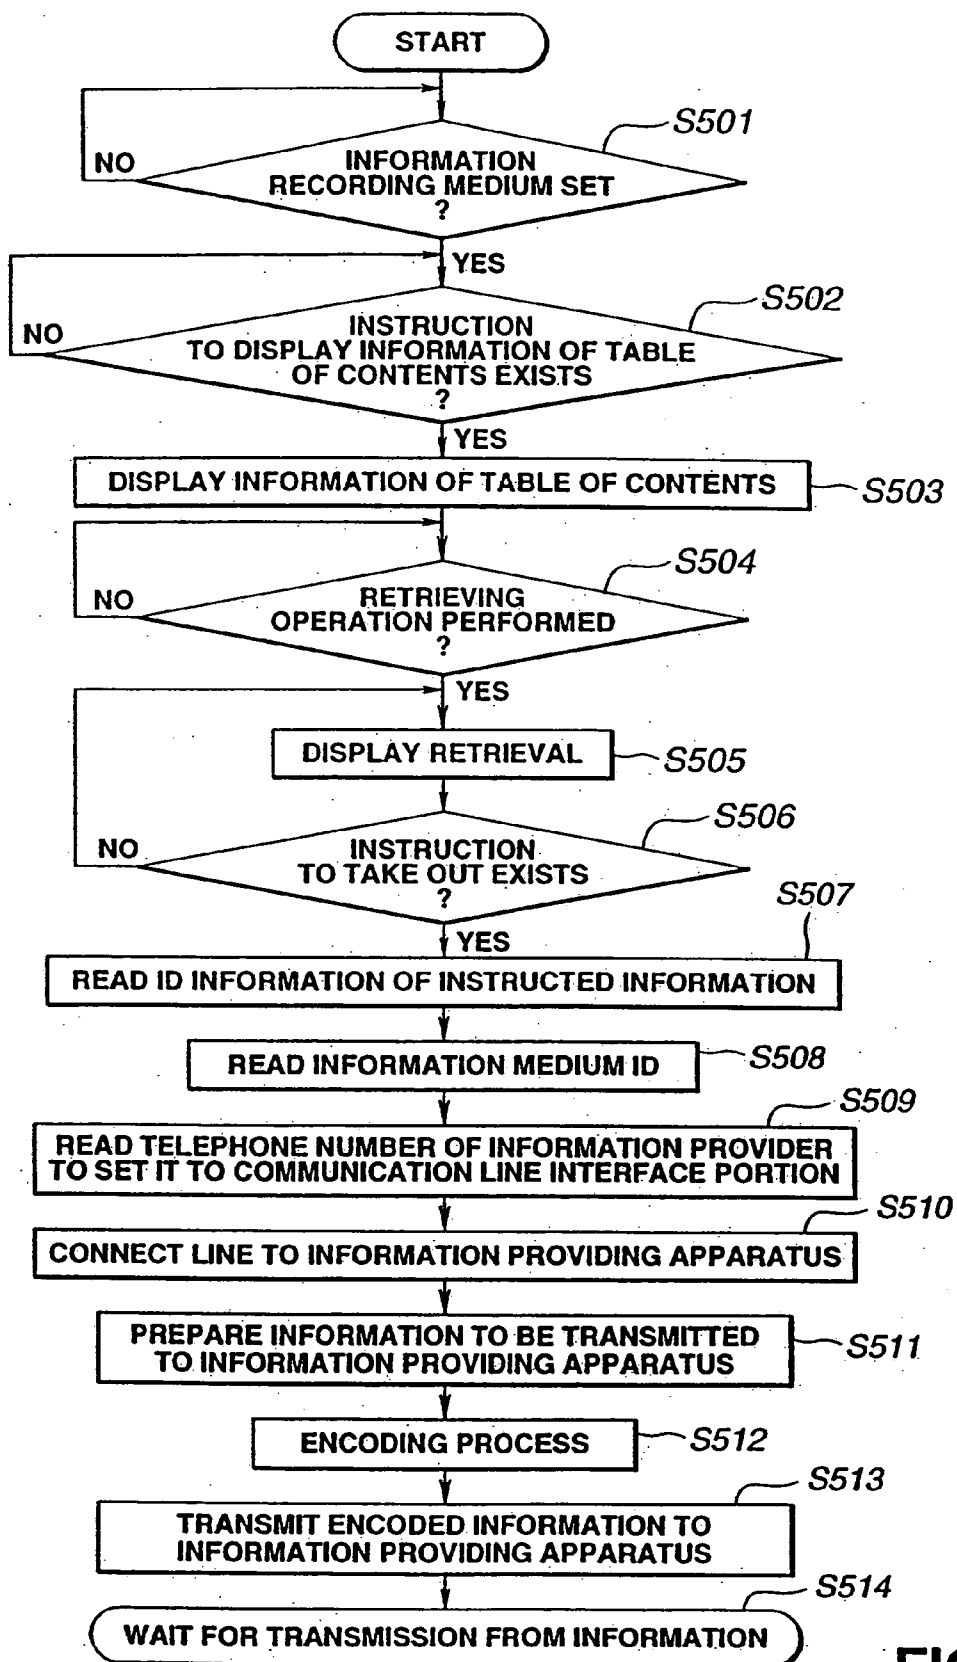 START
S501
NO
INFORMATION
RECORDING MEDIUM SET
?
YES
S502
NO
INSTRUCTION
TO DISPLAY INFORMATION OF TABLE
OF CONTENTS EXISTS
?
YES
DISPLAY INFORMATION OF TABLE OF CONTENTS
S503
S504
NO
RETRIEVING
OPERATION PERFORMED
?
YES
DISPLAY RETRIEVAL
S505
S506
NO
INSTRUCTION
TO TAKE OUT EXISTS
?
S507
YES
READ ID INFORMATION OF INSTRUCTED INFORMATION
READ INFORMATION MEDIUM ID
S508
S509
READ TELEPHONE NUMBER OF INFORMATION PROVIDER
TO SET IT TO COMMUNICATION LINE INTERFACE PORTION
S510
CONNECT LINE TO INFORMATION PROVIDING APPARATUS
PREPARE INFORMATION TO BE TRANSMITTED
TO INFORMATION PROVIDING APPARATUS
S511
ENCODING PROCESS
S512
S513
TRANSMIT ENCODED INFORMATION TO
INFORMATION PROVIDING APPARATUS
S514
WAIT FOR TRANSMISSION FROM INFORMATION